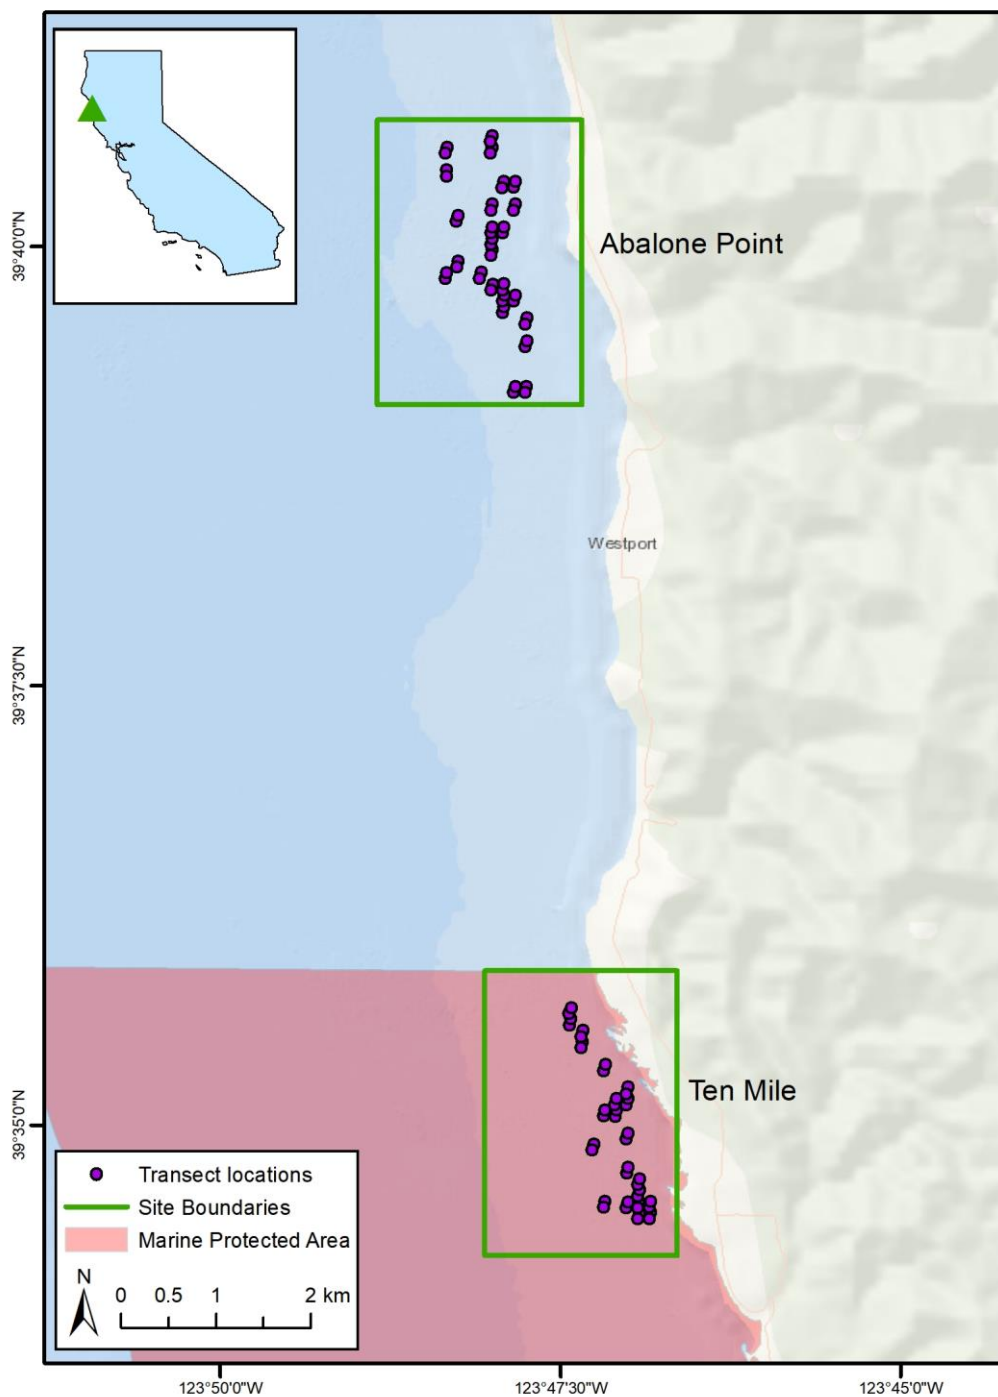 39°40'0"N
Abalone Point
Westport
39°37'30"N
Ten Mile
39°35'0"N
Transect locations
Site Boundaries
Marine Protected Area
N
0 0.5 1 2 km
123°50'0"W 123°47'30"W 123°45'0"W